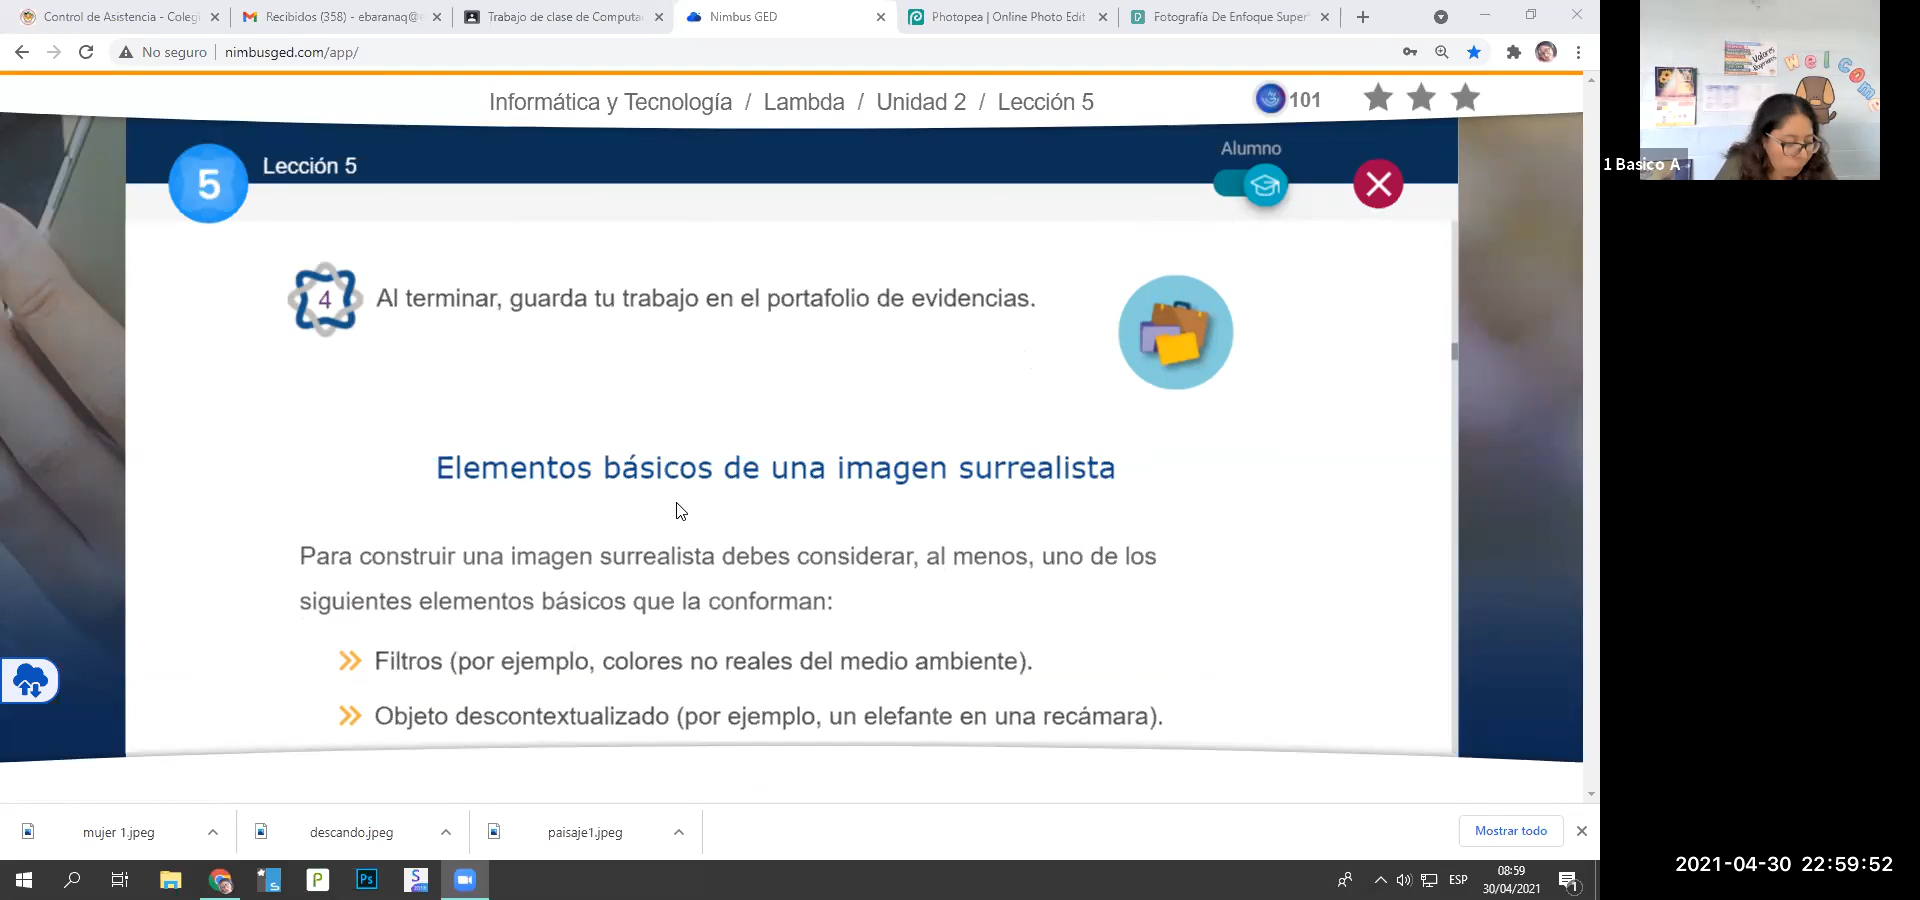 Control de Asistencia - Colegi
Recibidos (358) - ebaranaq@
Trabajo de clase de Computa
Nimbus GED
Photopea | Online Photo Edit
Fotografía De Enfoque Super
No seguro
nimbusged.com/app/
Informática y Tecnología / Lambda / Unidad 2 / Lección 5
101
5
Lección 5
Alumno
4
Al terminar, guarda tu trabajo en el portafolio de evidencias.
Elementos básicos de una imagen surrealista
Para construir una imagen surrealista debes considerar, al menos, uno de los
siguientes elementos básicos que la conforman:
Filtros (por ejemplo, colores no reales del medio ambiente).
Objeto descontextualizado (por ejemplo, un elefante en una recámara).
mujer 1.jpeg
descando.jpeg
paisaje1.jpeg
Mostrar todo
P
Ps
S
ESP
08:59
30/04/2021
1
Valores
Welcome
1 Basico A
2021-04-30 22:59:52